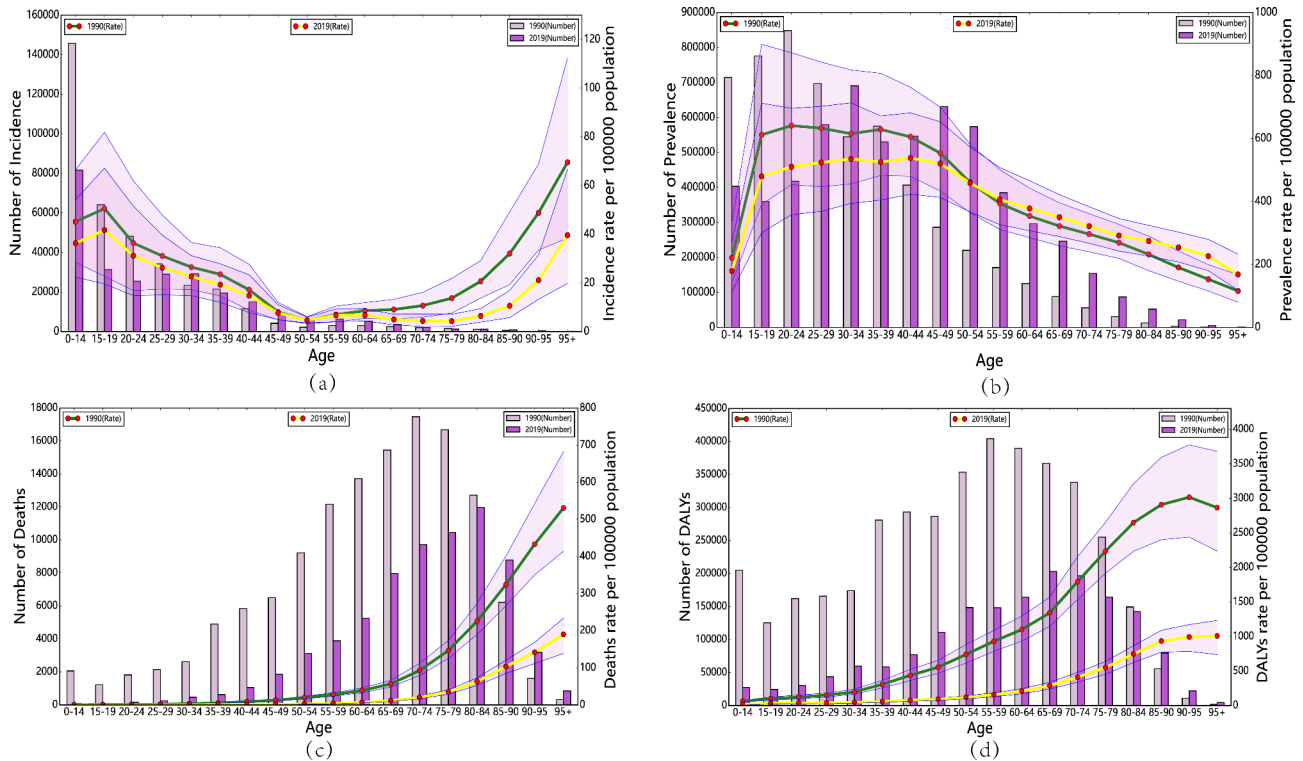 1990(Rate) 2019(Rate) 1990(Number)
2019(Number)
160000 140000 120000 100000 80000 60000 40000 20000 0
Number of Incidence
120 100 80 60 40 20 0
Incidence rate per 100000 population
0-14 15-19 20-24 25-29 30-34 35-39 40-44 45-49 50-54 55-59 60-64 65-69 70-74 75-79 80-84 85-90 90-95 95+
Age
(a)
1990(Rate) 2019(Rate) 1990(Number)
2019(Number)
900000 800000 700000 600000 500000 400000 300000 200000 100000 0
Number of Prevalence
1000 800 600 400 200 0
Prevalence rate per 100000 population
0-14 15-19 20-24 25-29 30-34 35-39 40-44 45-49 50-54 55-59 60-64 65-69 70-74 75-79 80-84 85-90 90-95 95+
Age
(b)
1990(Rate) 2019(Rate) 1990(Number)
2019(Number)
18000 16000 14000 12000 10000 8000 6000 4000 2000 0
Number of Deaths
800 700 600 500 400 300 200 100 0
Deaths rate per 100000 population
0-14 15-19 20-24 25-29 30-34 35-39 40-44 45-49 50-54 55-59 60-64 65-69 70-74 75-79 80-84 85-90 90-95 95+
Age
(c)
1990(Rate) 2019(Rate) 1990(Number)
2019(Number)
450000 400000 350000 300000 250000 200000 150000 100000 50000 0
Number of DALYs
4000 3500 3000 2500 2000 1500 1000 500 0
DALYs rate per 100000 population
0-14 15-19 20-24 25-29 30-34 35-39 40-44 45-49 50-54 55-59 60-64 65-69 70-74 75-79 80-84 85-90 90-95 95+
Age
(d)